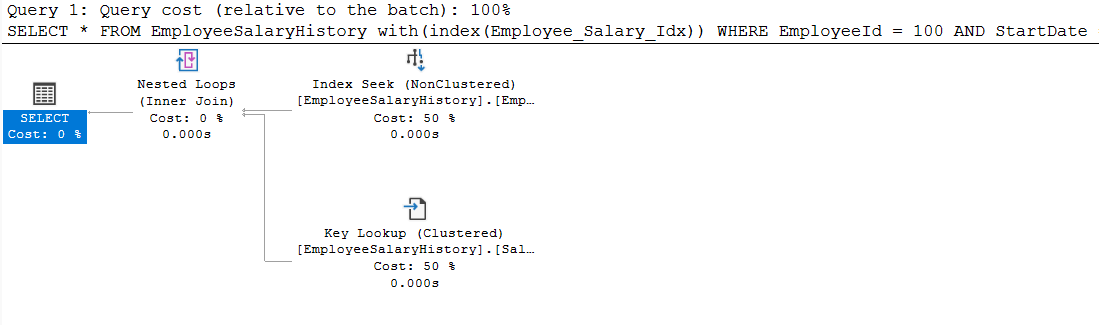 Query 1: Query cost (relative to the batch): 100%
SELECT * FROM EmployeeSalaryHistory with(index(Employee_Salary_Idx)) WHERE EmployeeId = 100 AND StartDate
SELECT
Cost: 0 %
Nested Loops
(Inner Join)
Cost: 0 %
0.000s
Index Seek (NonClustered)
[EmployeeSalaryHistory].[Emp…
Cost: 50 %
0.000s
Key Lookup (Clustered)
[EmployeeSalaryHistory].[Sal…
Cost: 50 %
0.000s